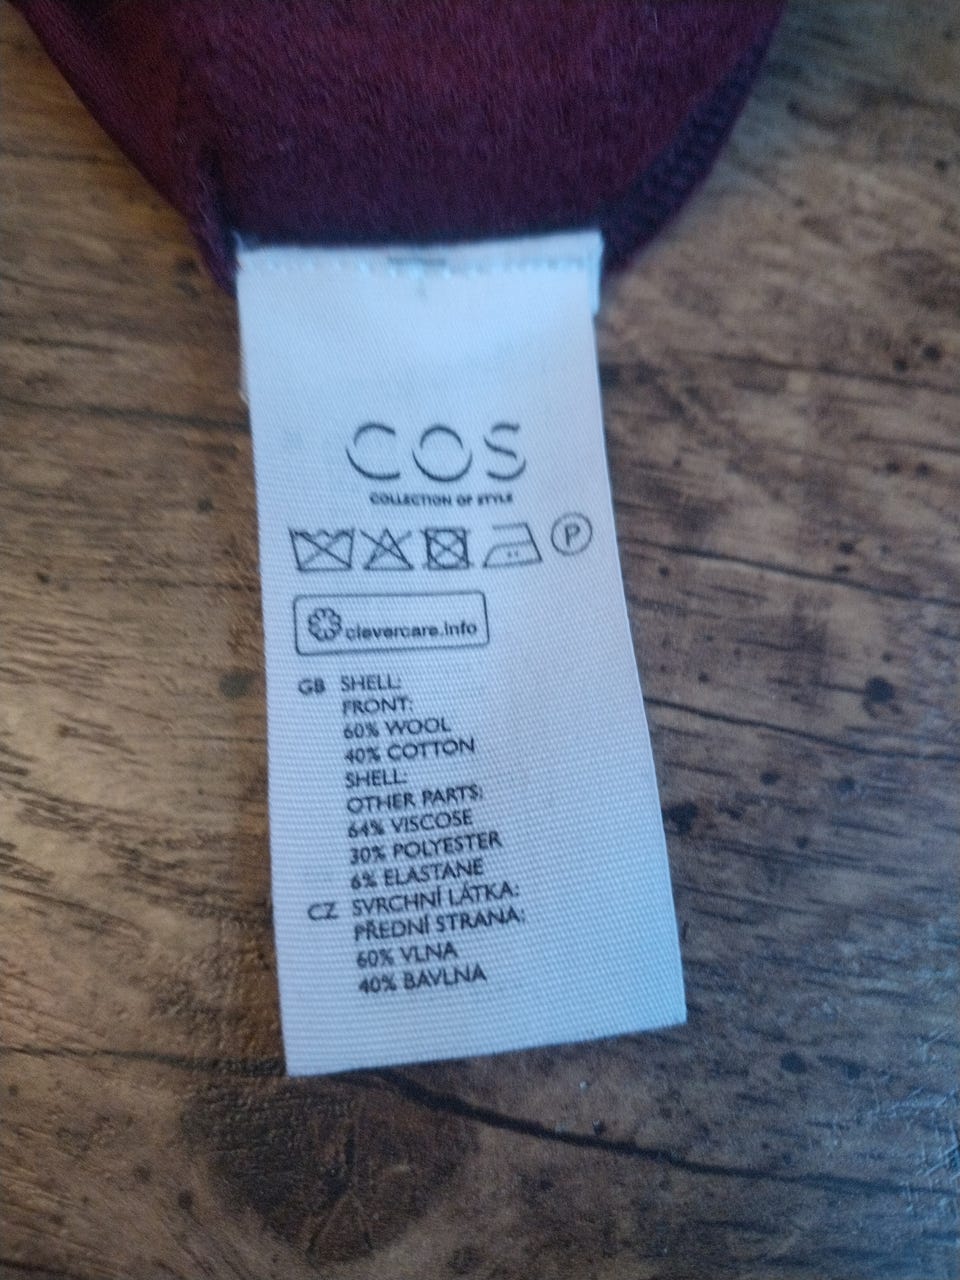 COS
COLLECTION OF STYLE
P
clevercare.info
GB SHELL:
FRONT:
60% WOOL
40% COTTON
SHELL:
OTHER PARTS:
64% VISCOSE
30% POLYESTER
6% ELASTANE
CZ SVRCHNÍ LÁTKA:
PŘEDNÍ STRANA:
60% VLNA
40% BAVLNA